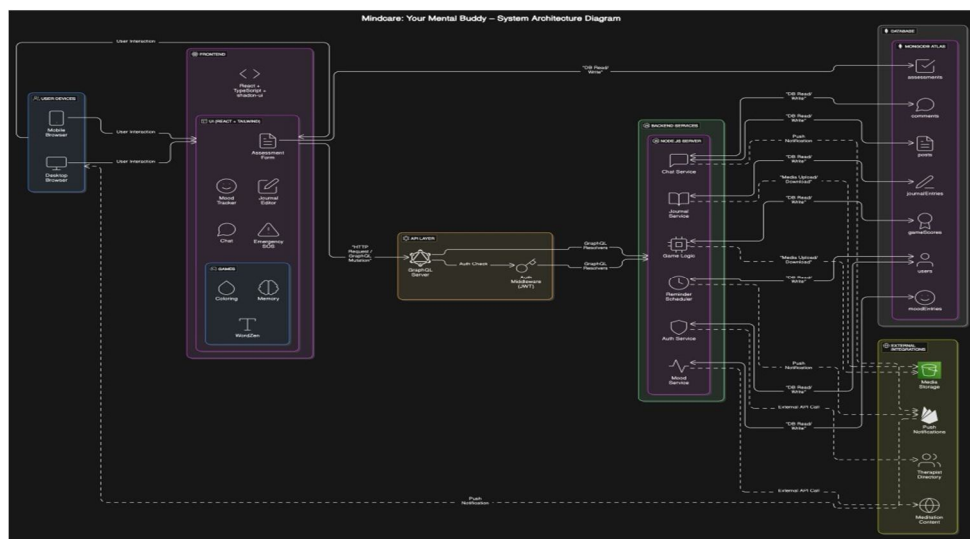 Mindcare: Your Mental Buddy – System Architecture Diagram
User Interaction
USER DEVICES
Mobile
Browser
Desktop
Browser
User Interaction
User Interaction
FRONTEND
React +
TypeScript +
shadcn-ui
UI (REACT + TAILWIND)
Assessment
Form
Mood
Tracker
Journal
Editor
Chat
Emergency
SOS
GAMES
Coloring
Memory
WordZen
"HTTP
Request /
GraphQL
Mutation"
API LAYER
GraphQL
Server
Auth Check
Auth
Middleware
(JWT)
GraphQL
Resolvers
GraphQL
Resolvers
BACKEND SERVICES
NODE.JS SERVER
Chat Service
Journal
Service
Game Logic
Reminder
Scheduler
Auth Service
Mood
Service
"DB Read/
Write"
"DB Read/
Write"
"DB Read/
Write"
Push
Notification
"DB Read/
Write"
"Media Upload/
Download"
"DB Read/
Write"
"Media Upload/
Download"
"DB Read/
Write"
Push
Notification
"DB Read/
Write"
External API Call
"DB Read/
Write"
External API Call
Push
Notification
DATABASE
MONGODB ATLAS
assessments
comments
posts
journalEntries
gameScores
users
moodEntries
EXTERNAL
INTEGRATIONS
Media
Storage
Push
Notifications
Therapist
Directory
Meditation
Content